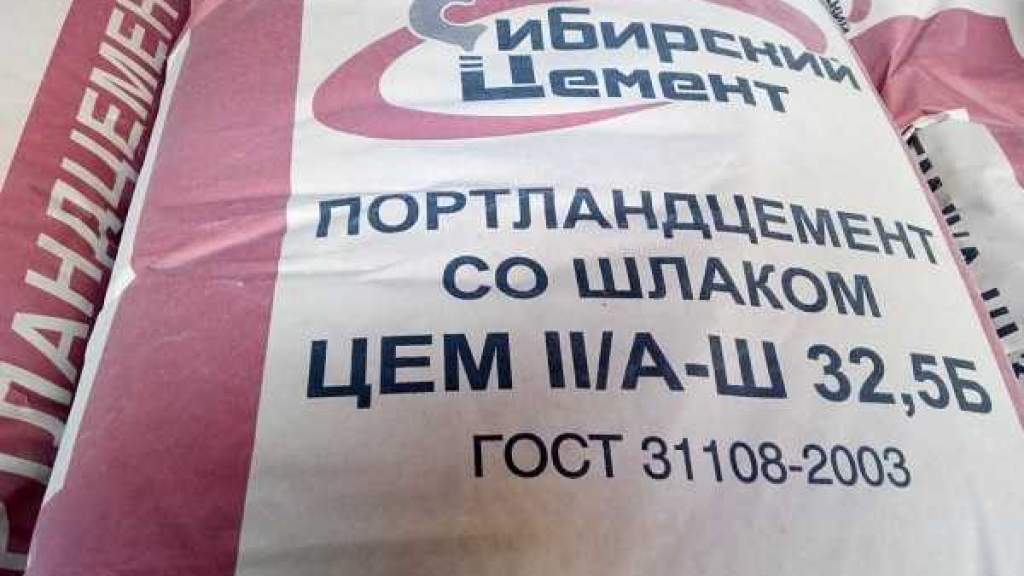 Сибирский
Цемент
ПОРТЛАНДЦЕМЕНТ
СО ШЛАКОМ
ЦЕМ II/А-Ш 32,5Б
ГОСТ 31108-2003